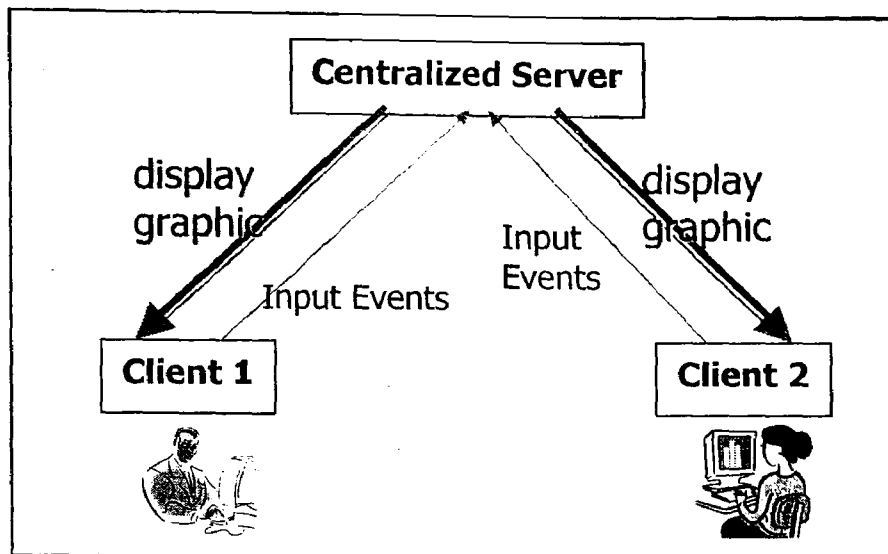 Centralized Server
display
graphic
display
graphic
Input
Events
Input Events
Client 1
Client 2